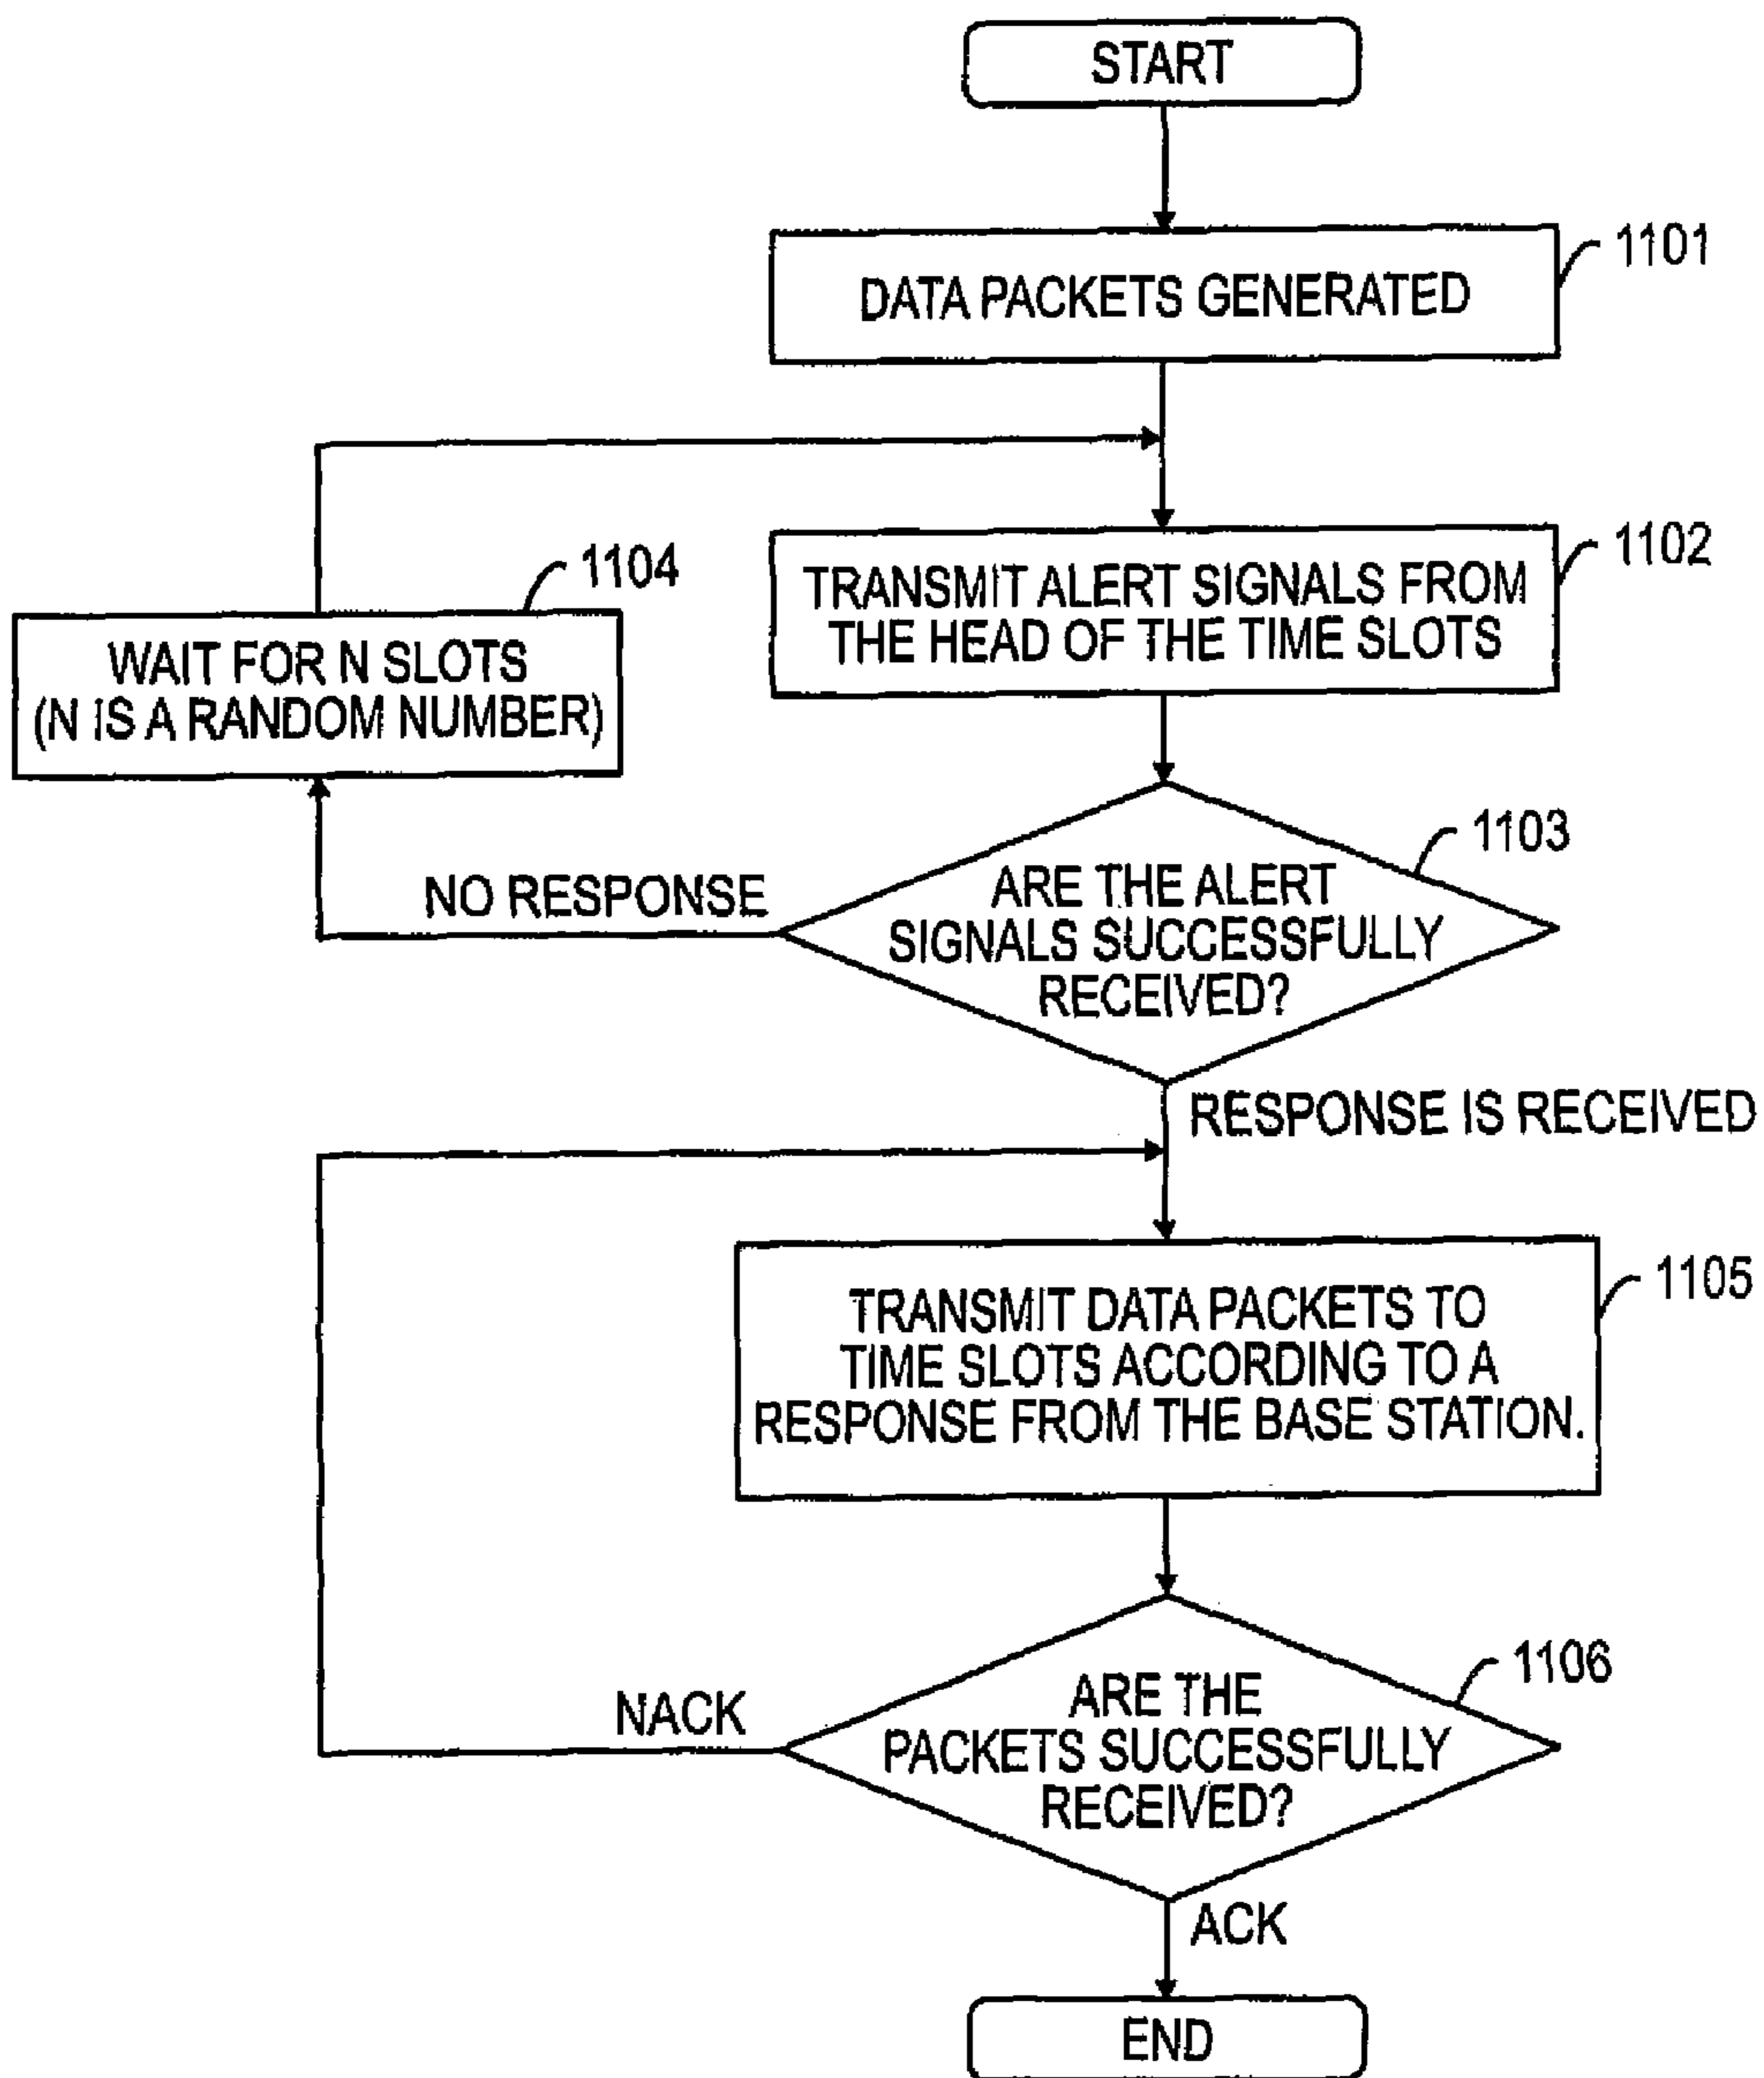 START
1101
DATA PACKETS GENERATED
1102
TRANSMIT ALERT SIGNALS FROM
THE HEAD OF THE TIME SLOTS
1104
WAIT FOR N SLOTS
(N IS A RANDOM NUMBER)
1103
ARE THE ALERT
SIGNALS SUCCESSFULLY
RECEIVED?
NO RESPONSE
RESPONSE IS RECEIVED
1105
TRANSMIT DATA PACKETS TO
TIME SLOTS ACCORDING TO A
RESPONSE FROM THE BASE STATION.
1106
ARE THE
PACKETS SUCCESSFULLY
RECEIVED?
NACK
ACK
END